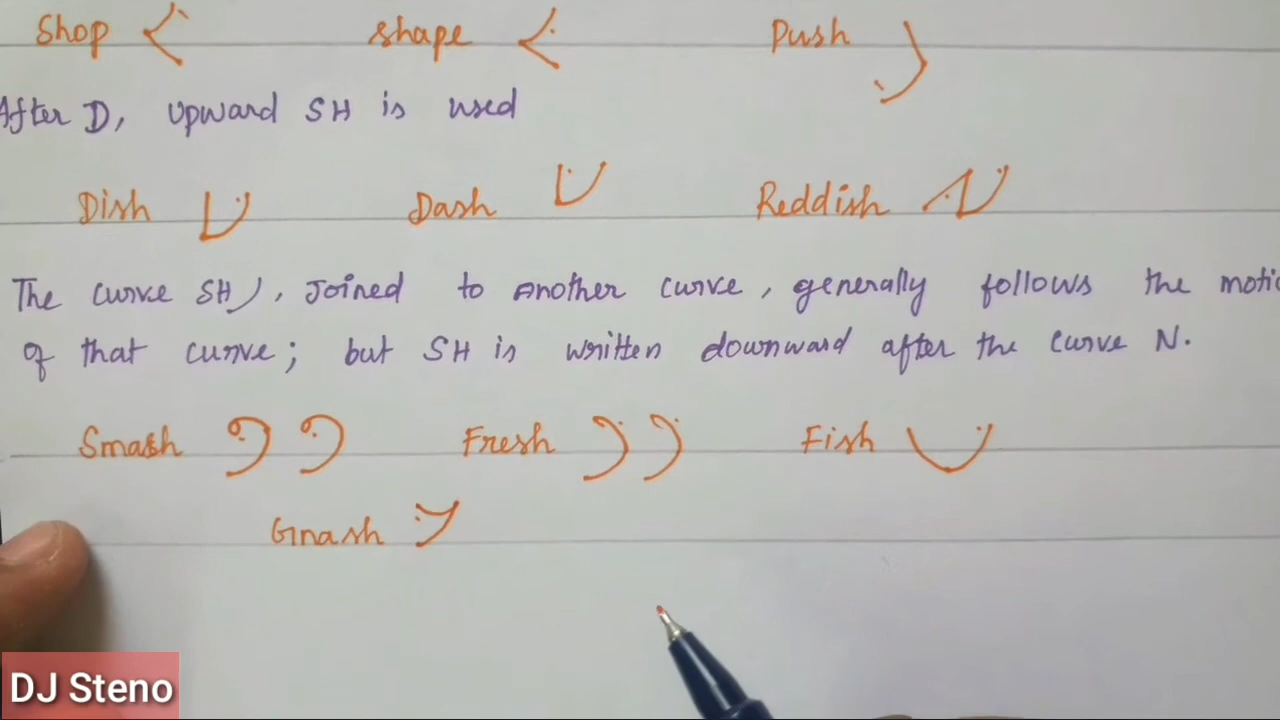 Shop Shape Push
After D, upward SH is used
Dish Dash Reddish
The curve SH, Joined to Another curve, generally follows the motic
of that curve; but SH is written downward after the curve N.
Smash Fresh Fish
Gnash
DJ Steno